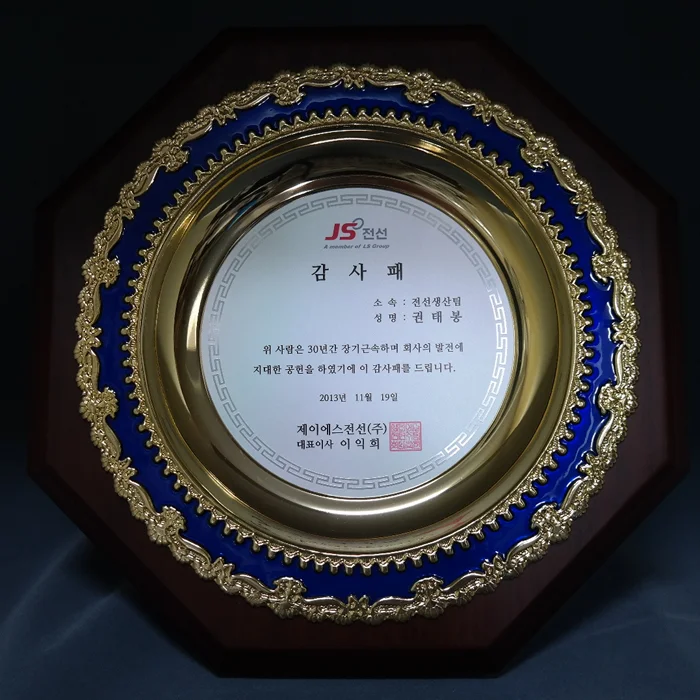 JS 전선
A member of LS Group
감 사 패
소 속 : 전선생산팀
성 명 : 권 태 봉
위 사람은 30년간 장기근속하며 회사의 발전에
지대한 공헌을 하였기에 이 감사패를 드립니다.
2013년 11월 19일
제이에스전선(주)
대표이사 이 익 희